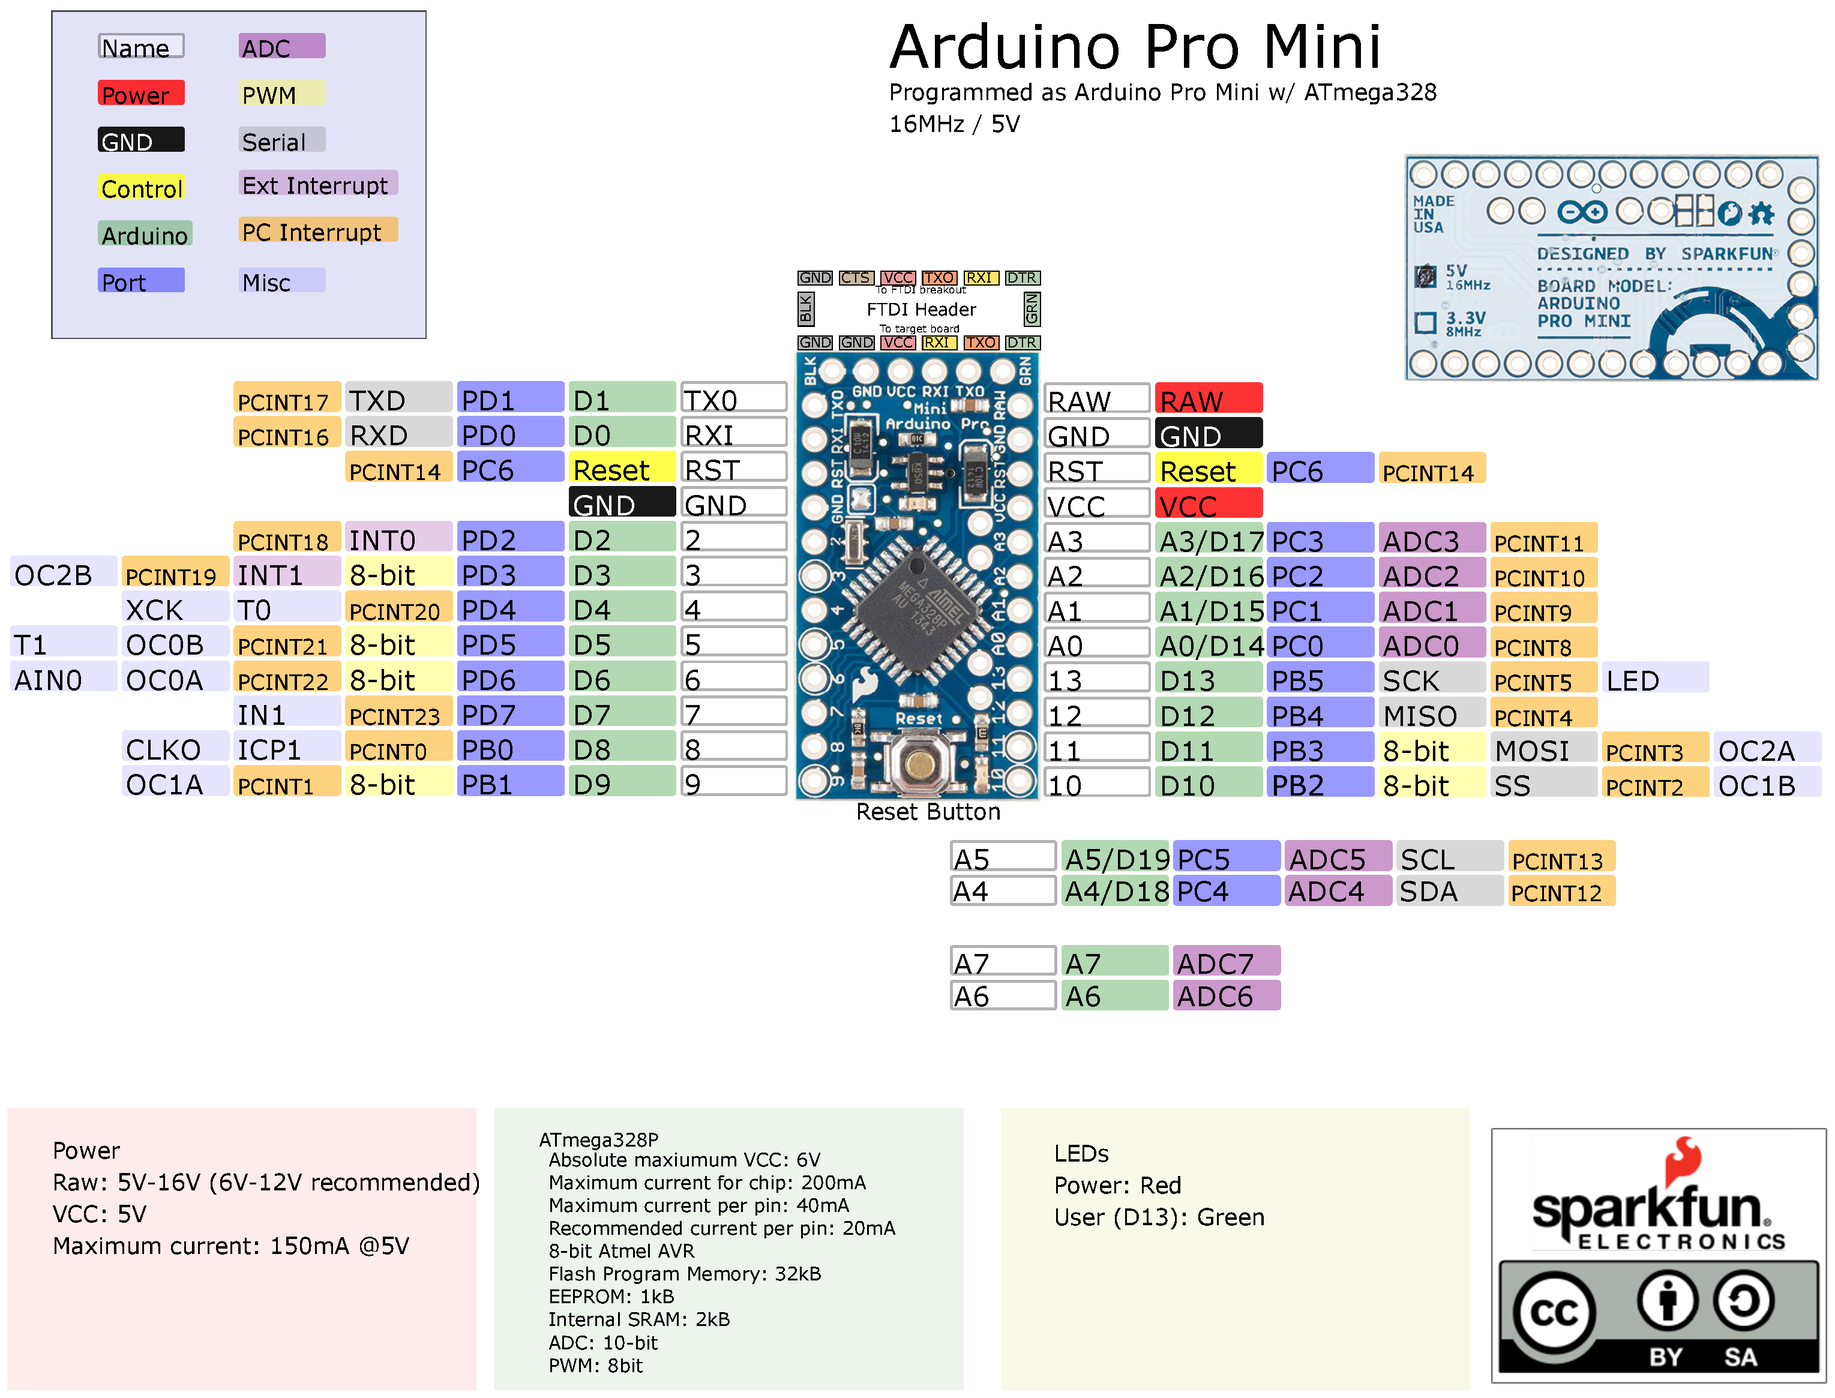 Arduino Pro Mini
Programmed as Arduino Pro Mini w/ ATmega328
16MHz / 5V
Name ADC
Power PWM
GND Serial
Control Ext Interrupt
Arduino PC Interrupt
Port Misc
MADE
IN
USA
DESIGNED BY SPARKFUN
5V
16MHz
BOARD MODEL:
ARDUINO
PRO MINI
3.3V
8MHz
GND CTS VCC TXO RXI DTR
To FTDI breakout
BLK FTDI Header GRN
To target board
GND GND VCC RXI TXO DTR
BLK GND VCC RXI TXO GRN
Mini
Arduino Pro
TXO RXI RST GND 2 3 4 5 6 7 8 9
RAW GND RST VCC A3 A2 A1 A0 13 12 11 10
ATMEL
MEGA328P
AU 1343
Reset
PCINT17 TXD PD1 D1 TX0
PCINT16 RXD PD0 D0 RXI
PCINT14 PC6 Reset RST
GND GND
PCINT18 INT0 PD2 D2 2
OC2B PCINT19 INT1 8-bit PD3 D3 3
XCK T0 PCINT20 PD4 D4 4
T1 OC0B PCINT21 8-bit PD5 D5 5
AIN0 OC0A PCINT22 8-bit PD6 D6 6
IN1 PCINT23 PD7 D7 7
CLKO ICP1 PCINT0 PB0 D8 8
OC1A PCINT1 8-bit PB1 D9 9
RAW RAW
GND GND
RST Reset PC6 PCINT14
VCC VCC
A3 A3/D17 PC3 ADC3 PCINT11
A2 A2/D16 PC2 ADC2 PCINT10
A1 A1/D15 PC1 ADC1 PCINT9
A0 A0/D14 PC0 ADC0 PCINT8
13 D13 PB5 SCK PCINT5 LED
12 D12 PB4 MISO PCINT4
11 D11 PB3 8-bit MOSI PCINT3 OC2A
10 D10 PB2 8-bit SS PCINT2 OC1B
Reset Button
A5 A5/D19 PC5 ADC5 SCL PCINT13
A4 A4/D18 PC4 ADC4 SDA PCINT12
A7 A7 ADC7
A6 A6 ADC6
Power
Raw: 5V-16V (6V-12V recommended)
VCC: 5V
Maximum current: 150mA @5V
ATmega328P
Absolute maxiumum VCC: 6V
Maximum current for chip: 200mA
Maximum current per pin: 40mA
Recommended current per pin: 20mA
8-bit Atmel AVR
Flash Program Memory: 32kB
EEPROM: 1kB
Internal SRAM: 2kB
ADC: 10-bit
PWM: 8bit
LEDs
Power: Red
User (D13): Green
sparkfun®
ELECTRONICS
CC
BY SA